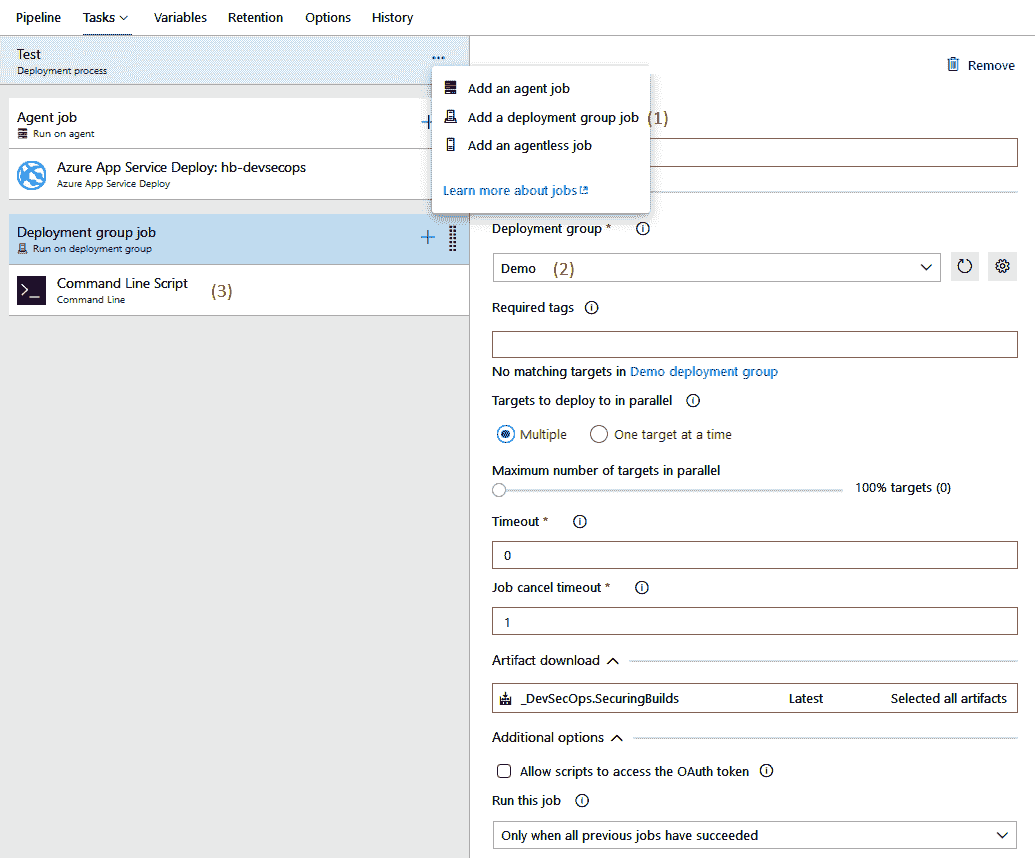 Pipeline Tasks Variables Retention Options History
Test
Deployment process
...
Remove
Add an agent job
Add a deployment group job (1)
Add an agentless job
Learn more about jobs
Agent job
Run on agent
Azure App Service Deploy: hb-devsecops
Azure App Service Deploy
Deployment group job
Run on deployment group
Command Line Script
Command Line
(3)
Deployment group *
Demo (2)
Required tags
No matching targets in Demo deployment group
Targets to deploy to in parallel
Multiple One target at a time
Maximum number of targets in parallel
100% targets (0)
Timeout *
0
Job cancel timeout *
1
Artifact download
_DevSecOps.SecuringBuilds Latest Selected all artifacts
Additional options
Allow scripts to access the OAuth token
Run this job
Only when all previous jobs have succeeded